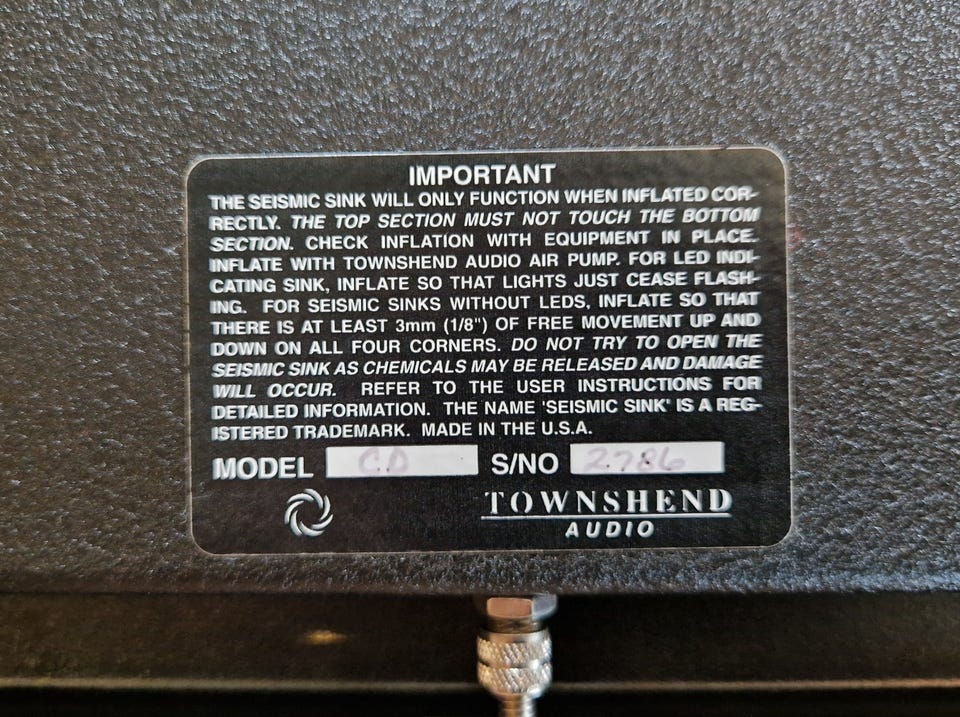 IMPORTANT
THE SEISMIC SINK WILL ONLY FUNCTION WHEN INFLATED COR-
RECTLY. THE TOP SECTION MUST NOT TOUCH THE BOTTOM
SECTION. CHECK INFLATION WITH EQUIPMENT IN PLACE.
INFLATE WITH TOWNSHEND AUDIO AIR PUMP. FOR LED INDI-
CATING SINK, INFLATE SO THAT LIGHTS JUST CEASE FLASH-
ING. FOR SEISMIC SINKS WITHOUT LEDS, INFLATE SO THAT
THERE IS AT LEAST 3mm (1/8") OF FREE MOVEMENT UP AND
DOWN ON ALL FOUR CORNERS. DO NOT TRY TO OPEN THE
SEISMIC SINK AS CHEMICALS MAY BE RELEASED AND DAMAGE
WILL OCCUR. REFER TO THE USER INSTRUCTIONS FOR
DETAILED INFORMATION. THE NAME 'SEISMIC SINK' IS A REG-
ISTERED TRADEMARK. MADE IN THE U.S.A.
MODEL CD S/NO 2786
TOWNSHEND
AUDIO